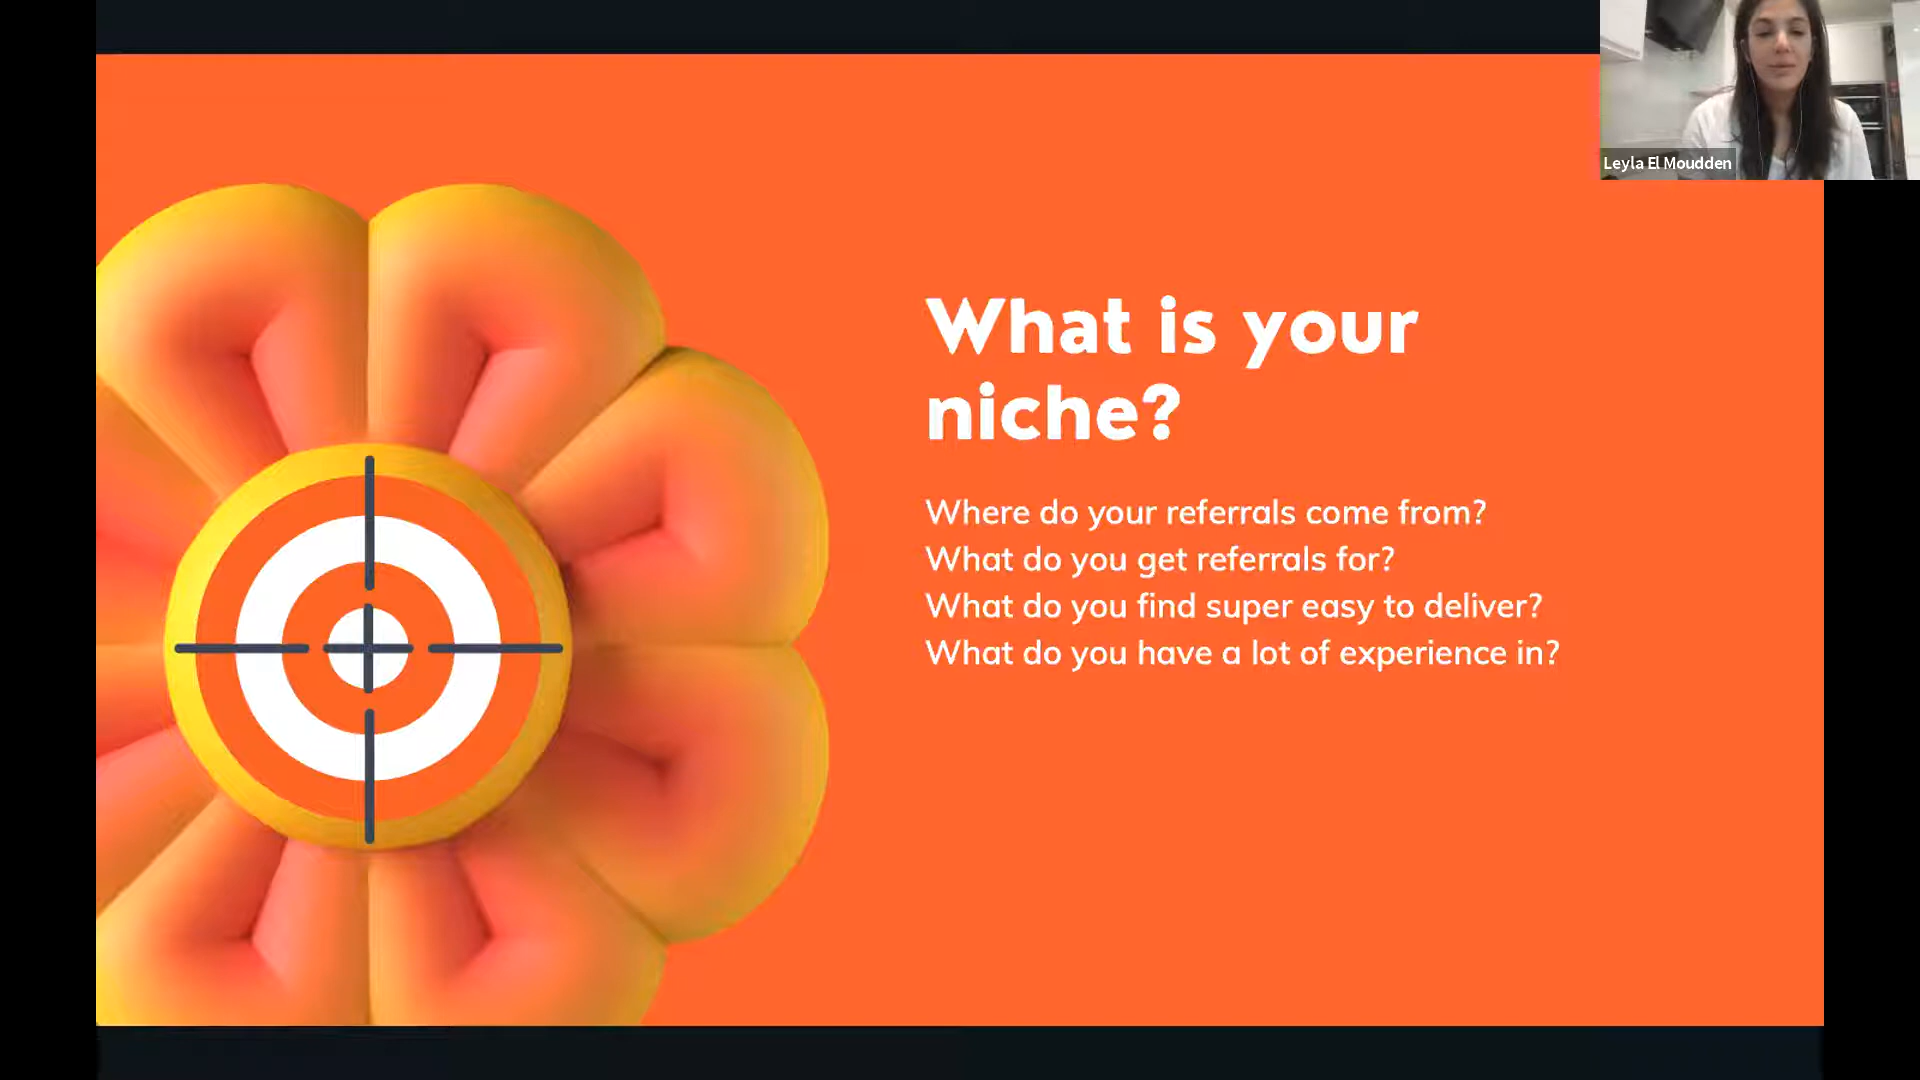 Leyla El Moudden
What is your
niche?
Where do your referrals come from?
What do you get referrals for?
What do you find super easy to deliver?
What do you have a lot of experience in?